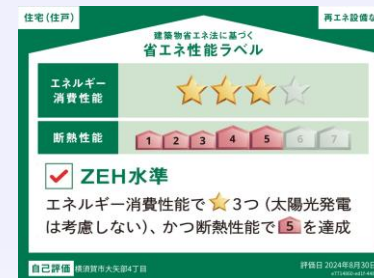 住宅(住戸) 再エネ設備な
建築物省エネ法に基づく
省エネ性能ラベル
エネルギー
消費性能
断熱性能 1 2 3 4 5 6 7
ZEH水準
エネルギー消費性能で⭐3つ(太陽光発電
は考慮しない)、かつ断熱性能で5を達成
自己評価 横須賀市大矢部4丁目 評価日 2024年8月30日